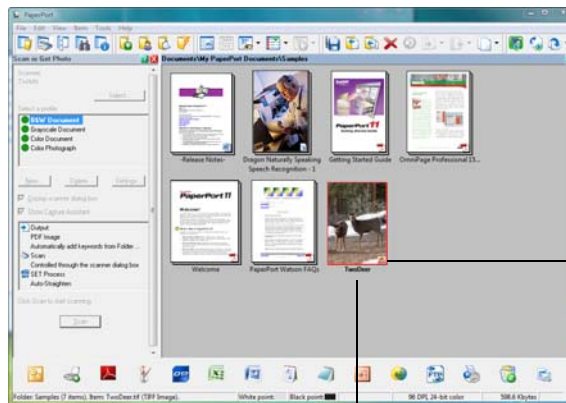 PaperPort
File Edit View Item Tools Help
Scan or Get Photo
Documents\My PaperPort Documents\Samples
Scanner:
Select...
Select a profile:
B&W Document
Grayscale Document
Color Document
Color Photograph
New... Delete Settings
Display scanner dialog box
Show Capture Assistant
Output
PDF Image
Automatically add keywords from Folder ...
Scan
Controlled through the scanner dialog box
SET Process
Auto-Straighten
Click Scan to start scanning.
Scan
PaperPort 11
-Release Notes-
Dragon Naturally Speaking
Speech Recognition - 1
Getting Started Guide
OmniPage Professional 15...
PaperPort 11
Welcome
PaperPort Watson FAQs
TwoDeer
FTP
Folder: Samples (7 items). Item: TwoDeer.tif (TIFF Image).
White point:
Black point:
96 DPI, 24-bit color
508.6 Kbytes